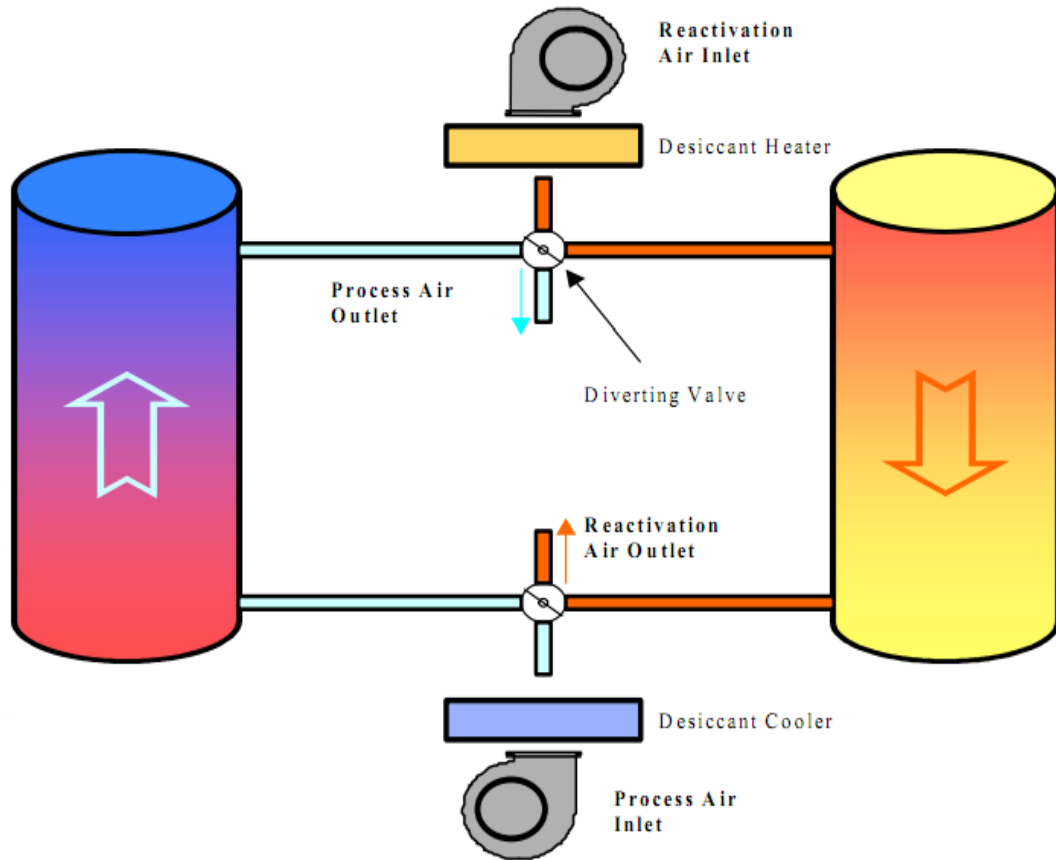 Reactivation
Air Inlet
Desiccant Heater
Process Air
Outlet
Diverting Valve
Reactivation
Air Outlet
Desiccant Cooler
Process Air
Inlet